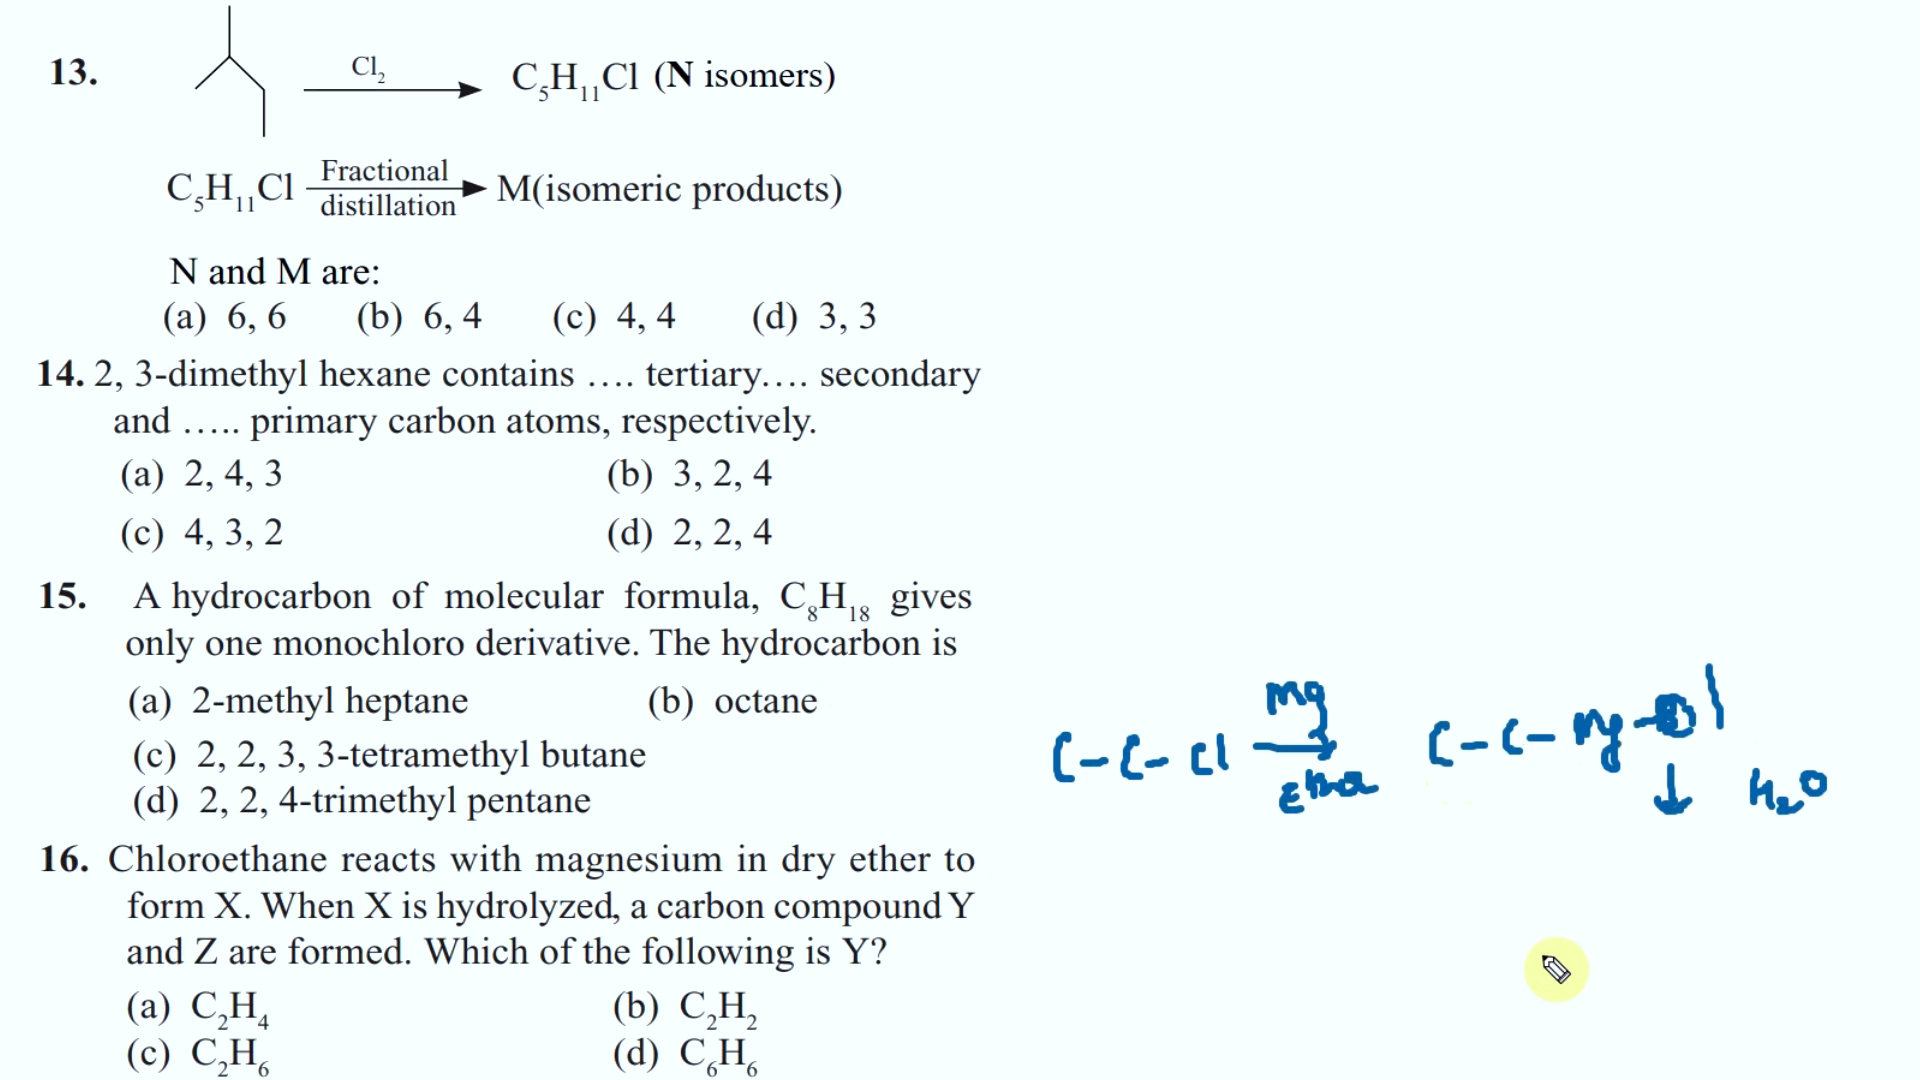 13.
Cl₂
C₅H₁₁Cl (N isomers)
C₅H₁₁Cl Fractional distillation M(isomeric products)
N and M are:
(a) 6, 6 (b) 6, 4 (c) 4, 4 (d) 3, 3
14. 2, 3-dimethyl hexane contains .... tertiary.... secondary
and ..... primary carbon atoms, respectively.
(a) 2, 4, 3 (b) 3, 2, 4
(c) 4, 3, 2 (d) 2, 2, 4
15. A hydrocarbon of molecular formula, C₈H₁₈ gives
only one monochloro derivative. The hydrocarbon is
(a) 2-methyl heptane (b) octane
(c) 2, 2, 3, 3-tetramethyl butane
(d) 2, 2, 4-trimethyl pentane
16. Chloroethane reacts with magnesium in dry ether to
form X. When X is hydrolyzed, a carbon compound Y
and Z are formed. Which of the following is Y?
(a) C₂H₄ (b) C₂H₂
(c) C₂H₆ (d) C₆H₆
Mg
C-C-Cl
C-C-Mg-
H₂O